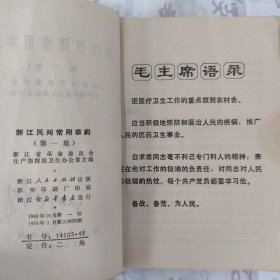 浙江民间常用草药
(第一集)
浙江省革命委员会
生产指挥组卫生办公室主编
浙江人民出版社出版
杭州印刷厂印刷
浙江省新华书店发行
1969年10月第一版
1970年2月第三次印刷
书号 14103·48
定价 二角
毛主席语录
把医疗卫生工作的重点放到农村去。
应当积极地预防和医治人民的疾病，推广
人民的医药卫生事业。
白求恩同志毫不利己专门利人的精神，表
现在他对工作的极端的负责任，对同志对人民
的极端的热忱。每个共产党员都要学习他。
备战、备荒、为人民。